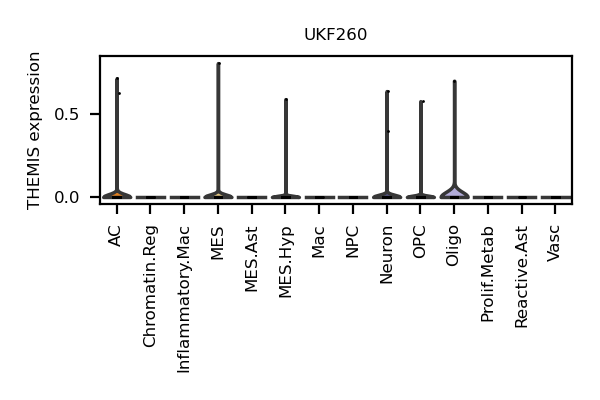 UKF260
THEMIS expression
0.5
0.0
AC
Chromatin.Reg
Inflammatory.Mac
MES
MES.Ast
MES.Hyp
Mac
NPC
Neuron
OPC
Oligo
Prolif.Metab
Reactive.Ast
Vasc